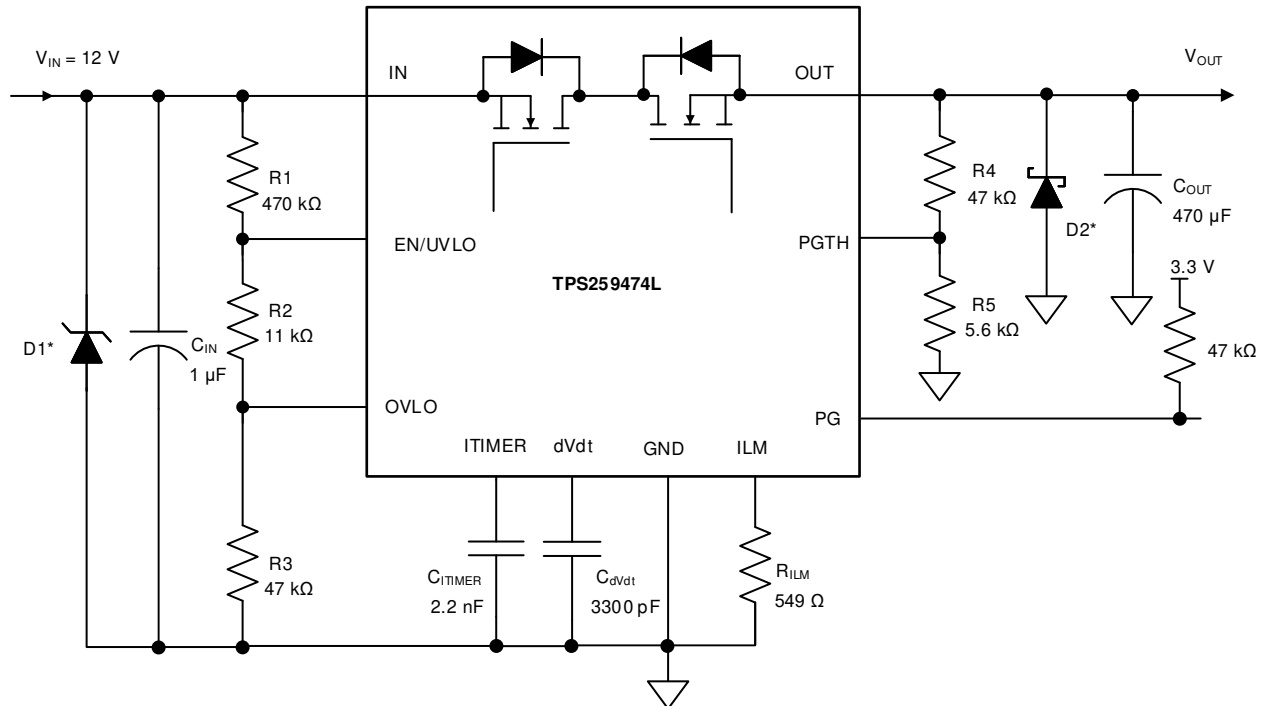 V_IN = 12 V
IN
OUT
V_OUT
R1
470 kΩ
R4
47 kΩ
C_OUT
470 µF
D2*
EN/UVLO
PGTH
3.3 V
TPS259474L
R2
11 kΩ
R5
5.6 kΩ
D1*
C_IN
1 µF
47 kΩ
OVLO
PG
ITIMER
dVdt
GND
ILM
R3
47 kΩ
C_ITIMER
2.2 nF
C_dVdt
3300 pF
R_ILM
549 Ω